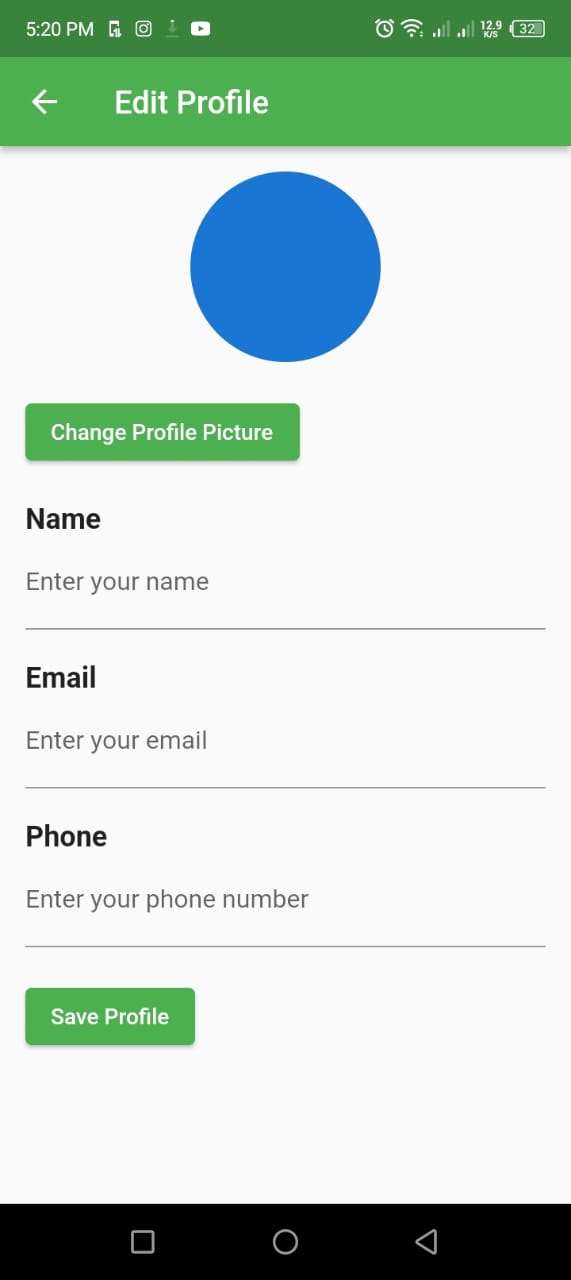 5:20 PM 12.9 K/S 32
Edit Profile
Change Profile Picture
Name
Enter your name
Email
Enter your email
Phone
Enter your phone number
Save Profile